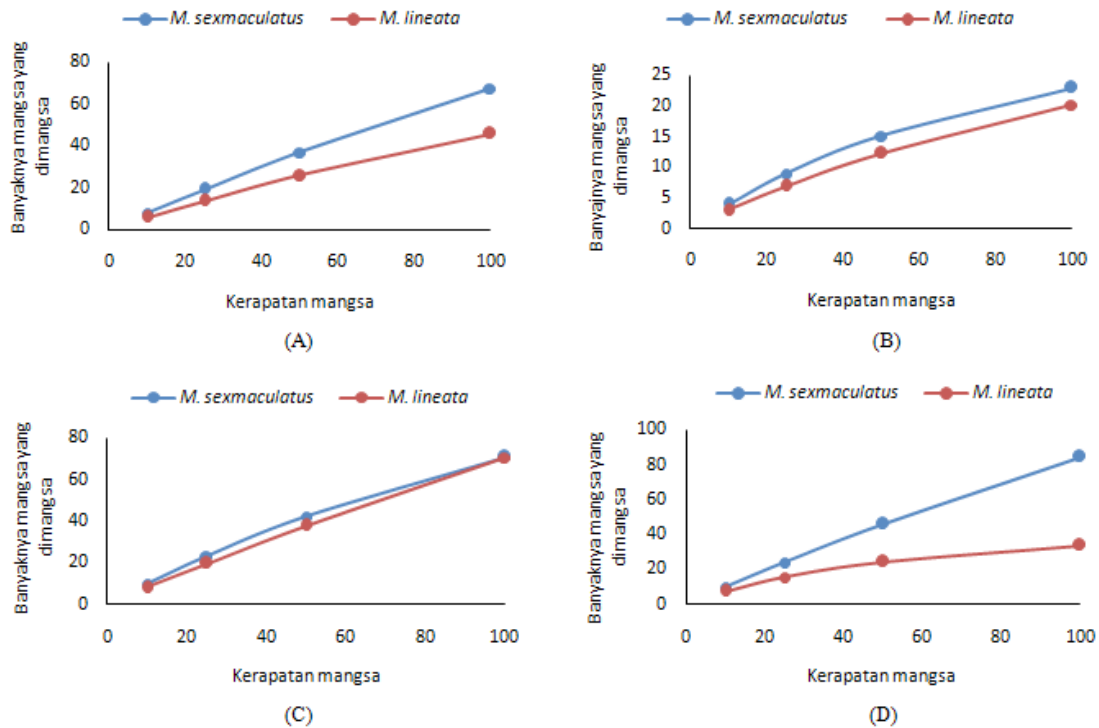 M. sexmaculatus M. lineata
Banyaknya mangsa yang
dimangsa
80
60
40
20
0
0 20 40 60 80 100
Kerapatan mangsa
(A)
M. sexmaculatus M. lineata
Banyajnya mangsa yang
dimangsa
25
20
15
10
5
0
0 20 40 60 80 100
Kerapatan mangsa
(B)
M. sexmaculatus M. lineata
Banyaknya mangsa yang
dimangsa
80
60
40
20
0
0 20 40 60 80 100
Kerapatan mangsa
(C)
M. sexmaculatus M. lineata
Banyaknya mangsa yang
dimangsa
100
80
60
40
20
0
0 20 40 60 80 100
Kerapatan mangsa
(D)